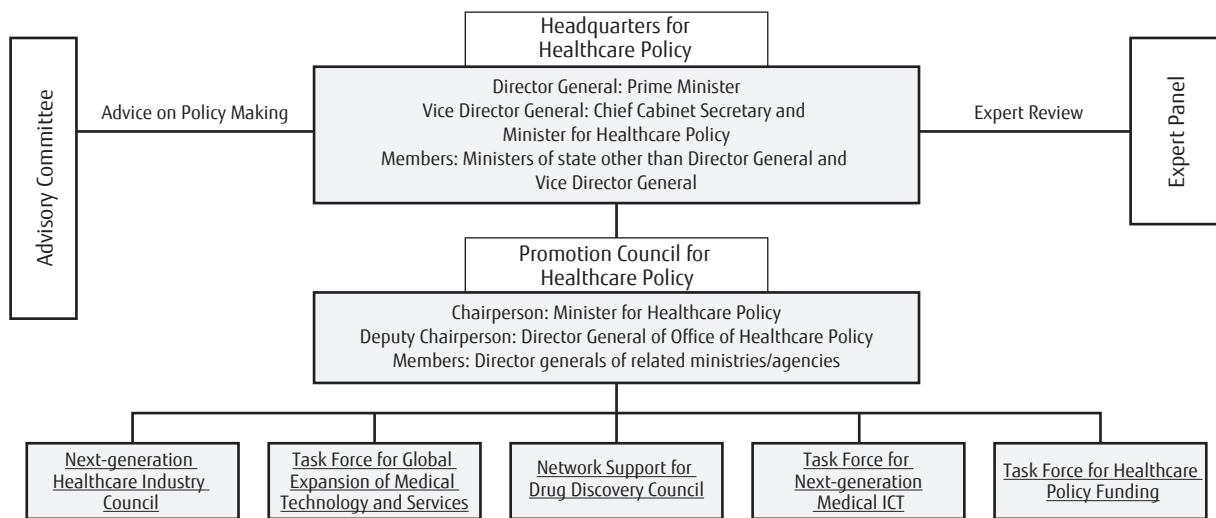 Headquarters for
Healthcare Policy
Director General: Prime Minister
Vice Director General: Chief Cabinet Secretary and
Minister for Healthcare Policy
Members: Ministers of state other than Director General and
Vice Director General
Advisory Committee
Advice on Policy Making
Expert Review
Expert Panel
Promotion Council for
Healthcare Policy
Chairperson: Minister for Healthcare Policy
Deputy Chairperson: Director General of Office of Healthcare Policy
Members: Director generals of related ministries/agencies
Next-generation
Healthcare Industry
Council
Task Force for Global
Expansion of Medical
Technology and Services
Network Support for
Drug Discovery Council
Task Force for
Next-generation
Medical ICT
Task Force for Healthcare
Policy Funding